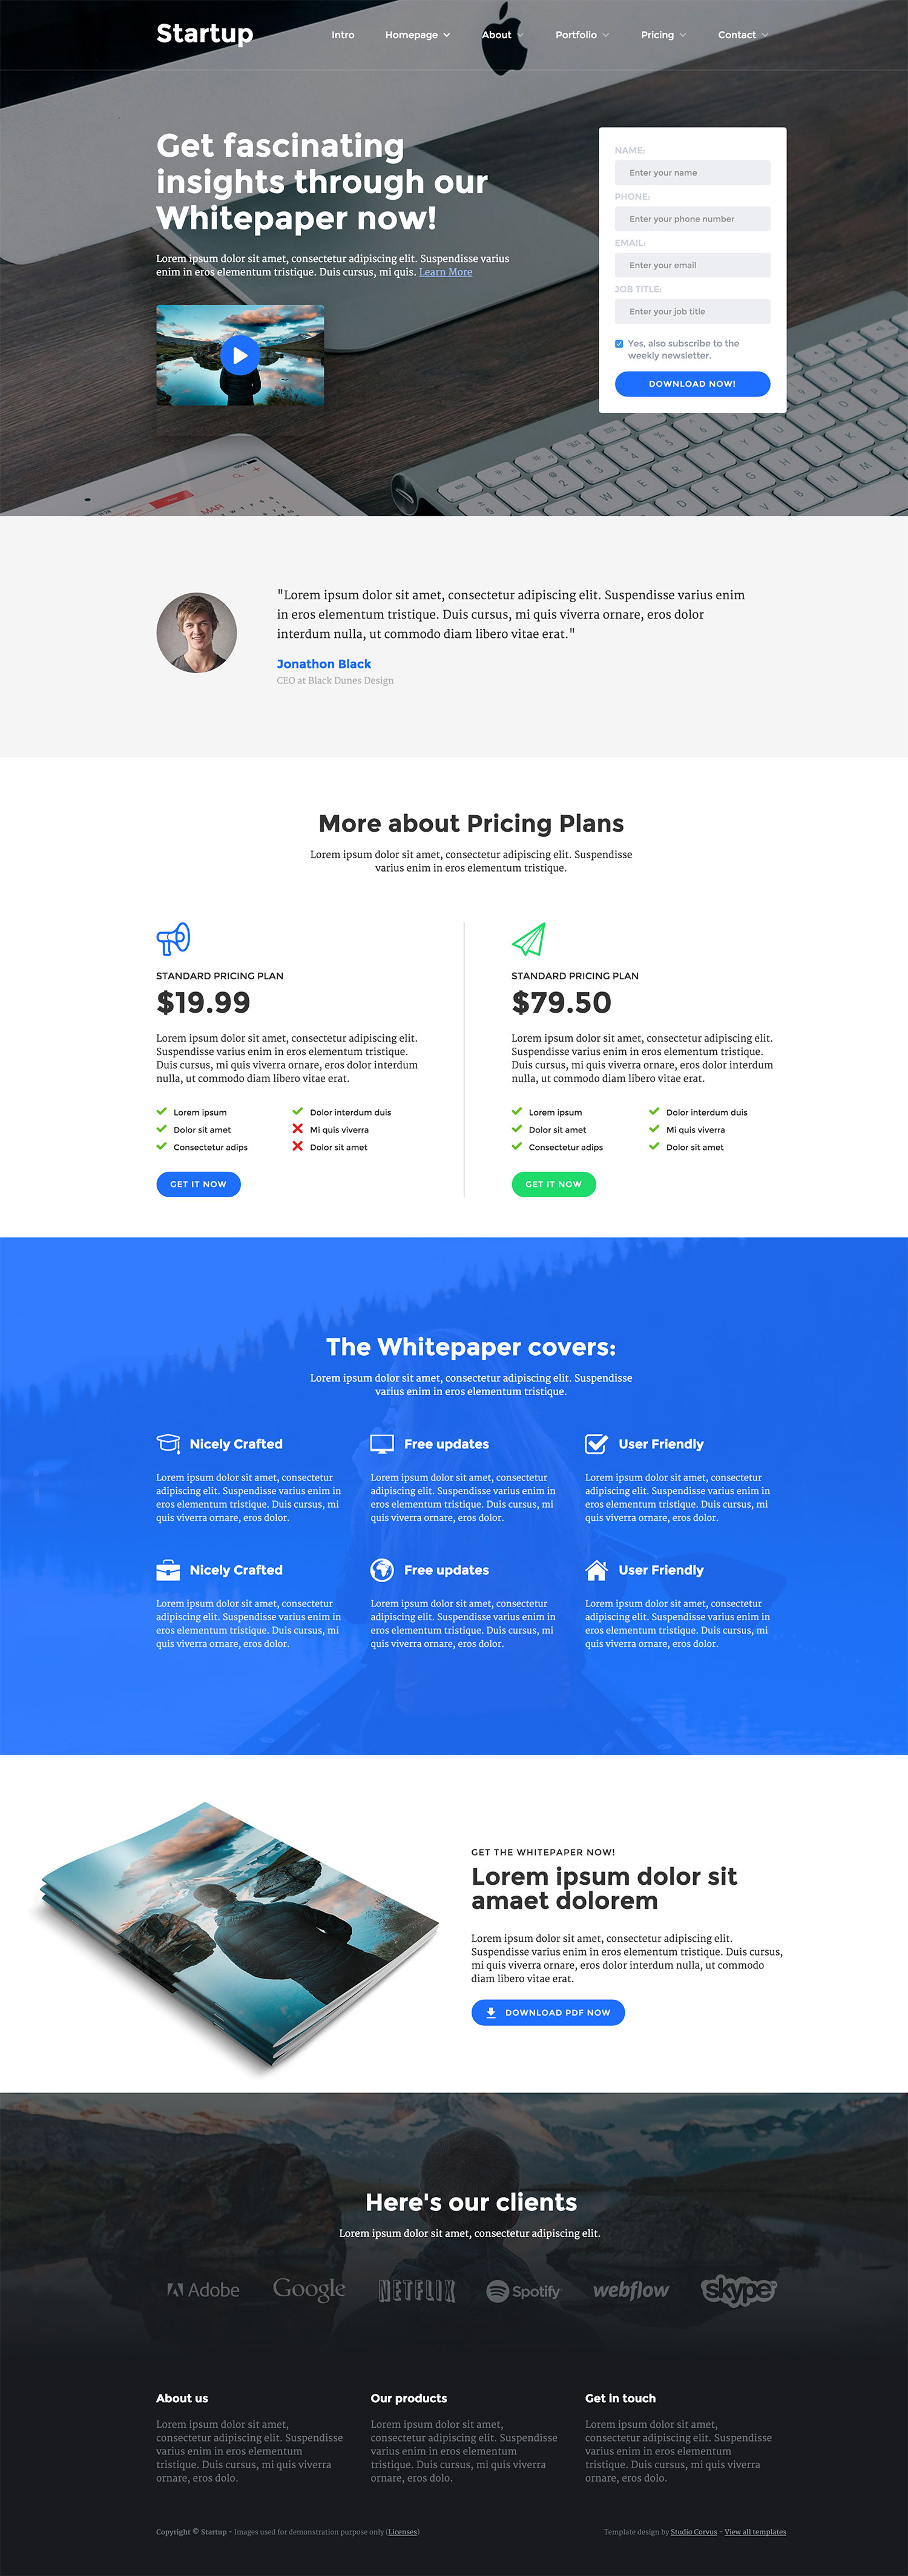 Startup
Intro Homepage About Portfolio Pricing Contact
Get fascinating
insights through our
Whitepaper now!
Lorem ipsum dolor sit amet, consectetur adipiscing elit. Suspendisse varius
enim in eros elementum tristique. Duis cursus, mi quis. Learn More
NAME:
Enter your name
PHONE:
Enter your phone number
EMAIL:
Enter your email
JOB TITLE:
Enter your job title
Yes, also subscribe to the
weekly newsletter.
DOWNLOAD NOW!
MAR
"Lorem ipsum dolor sit amet, consectetur adipiscing elit. Suspendisse varius enim
in eros elementum tristique. Duis cursus, mi quis viverra ornare, eros dolor
interdum nulla, ut commodo diam libero vitae erat."
Jonathon Black
CEO at Black Dunes Design
More about Pricing Plans
Lorem ipsum dolor sit amet, consectetur adipiscing elit. Suspendisse
varius enim in eros elementum tristique.
STANDARD PRICING PLAN
$19.99
Lorem ipsum dolor sit amet, consectetur adipiscing elit.
Suspendisse varius enim in eros elementum tristique.
Duis cursus, mi quis viverra ornare, eros dolor interdum
nulla, ut commodo diam libero vitae erat.
Lorem ipsum
Dolor sit amet
Consectetur adips
Dolor interdum duis
Mi quis viverra
Dolor sit amet
GET IT NOW
STANDARD PRICING PLAN
$79.50
Lorem ipsum dolor sit amet, consectetur adipiscing elit.
Suspendisse varius enim in eros elementum tristique.
Duis cursus, mi quis viverra ornare, eros dolor interdum
nulla, ut commodo diam libero vitae erat.
Lorem ipsum
Dolor sit amet
Consectetur adips
Dolor interdum duis
Mi quis viverra
Dolor sit amet
GET IT NOW
The Whitepaper covers:
Lorem ipsum dolor sit amet, consectetur adipiscing elit. Suspendisse
varius enim in eros elementum tristique.
Nicely Crafted
Lorem ipsum dolor sit amet, consectetur
adipiscing elit. Suspendisse varius enim in
eros elementum tristique. Duis cursus, mi
quis viverra ornare, eros dolor.
Free updates
Lorem ipsum dolor sit amet, consectetur
adipiscing elit. Suspendisse varius enim in
eros elementum tristique. Duis cursus, mi
quis viverra ornare, eros dolor.
User Friendly
Lorem ipsum dolor sit amet, consectetur
adipiscing elit. Suspendisse varius enim in
eros elementum tristique. Duis cursus, mi
quis viverra ornare, eros dolor.
Nicely Crafted
Lorem ipsum dolor sit amet, consectetur
adipiscing elit. Suspendisse varius enim in
eros elementum tristique. Duis cursus, mi
quis viverra ornare, eros dolor.
Free updates
Lorem ipsum dolor sit amet, consectetur
adipiscing elit. Suspendisse varius enim in
eros elementum tristique. Duis cursus, mi
quis viverra ornare, eros dolor.
User Friendly
Lorem ipsum dolor sit amet, consectetur
adipiscing elit. Suspendisse varius enim in
eros elementum tristique. Duis cursus, mi
quis viverra ornare, eros dolor.
GET THE WHITEPAPER NOW!
Lorem ipsum dolor sit
amaet dolorem
Lorem ipsum dolor sit amet, consectetur adipiscing elit.
Suspendisse varius enim in eros elementum tristique. Duis cursus,
mi quis viverra ornare, eros dolor interdum nulla, ut commodo
diam libero vitae erat.
DOWNLOAD PDF NOW
Here's our clients
Lorem ipsum dolor sit amet, consectetur adipiscing elit.
Adobe Google NETFLIX Spotify webflow skype
About us
Lorem ipsum dolor sit amet,
consectetur adipiscing elit. Suspendisse
varius enim in eros elementum
tristique. Duis cursus, mi quis viverra
ornare, eros dolo.
Our products
Lorem ipsum dolor sit amet,
consectetur adipiscing elit. Suspendisse
varius enim in eros elementum
tristique. Duis cursus, mi quis viverra
ornare, eros dolo.
Get in touch
Lorem ipsum dolor sit amet,
consectetur adipiscing elit. Suspendisse
varius enim in eros elementum
tristique. Duis cursus, mi quis viverra
ornare, eros dolo.
Copyright © Startup - Images used for demonstration purpose only (Licenses)
Template design by Studio Corvus - View all templates